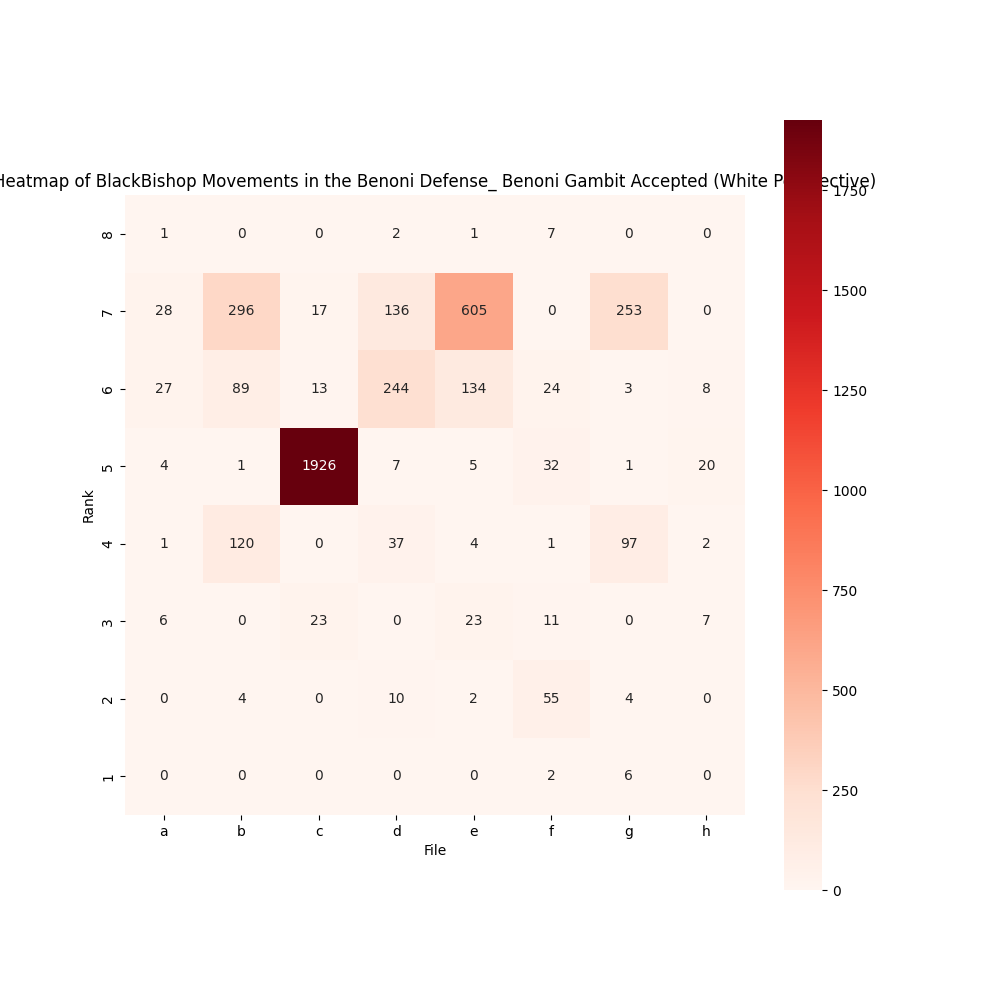 Heatmap of BlackBishop Movements in the Benoni Defense_ Benoni Gambit Accepted (White P ective)
8 1 0 0 2 1 7 0 0
7 28 296 17 136 605 0 253 0
6 27 89 13 244 134 24 3 8
5 4 1 1926 7 5 32 1 20
4 1 120 0 37 4 1 97 2
3 6 0 23 0 23 11 0 7
2 0 4 0 10 2 55 4 0
1 0 0 0 0 0 2 6 0
a b c d e f g h
File
Rank
1750
1500
1250
1000
750
500
250
0